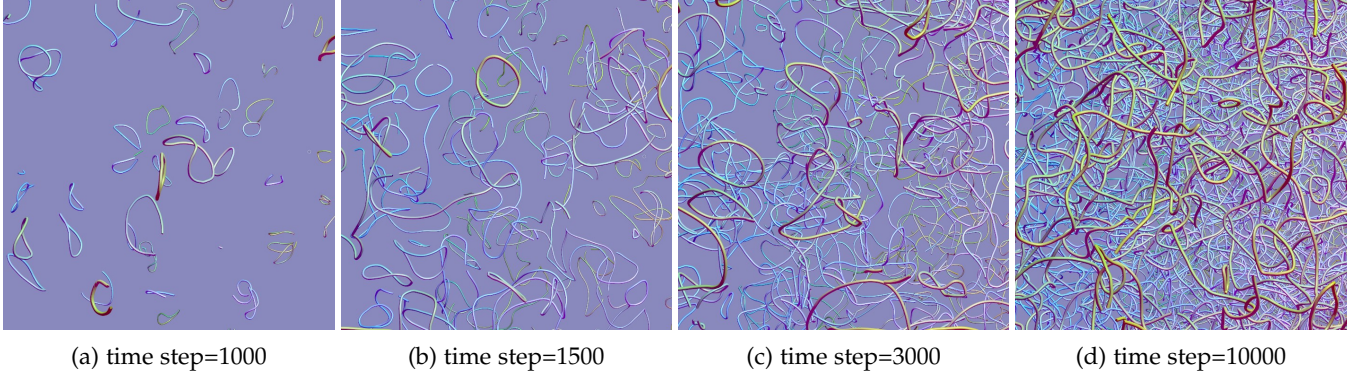 (a) time step=1000
(b) time step=1500
(c) time step=3000
(d) time step=10000